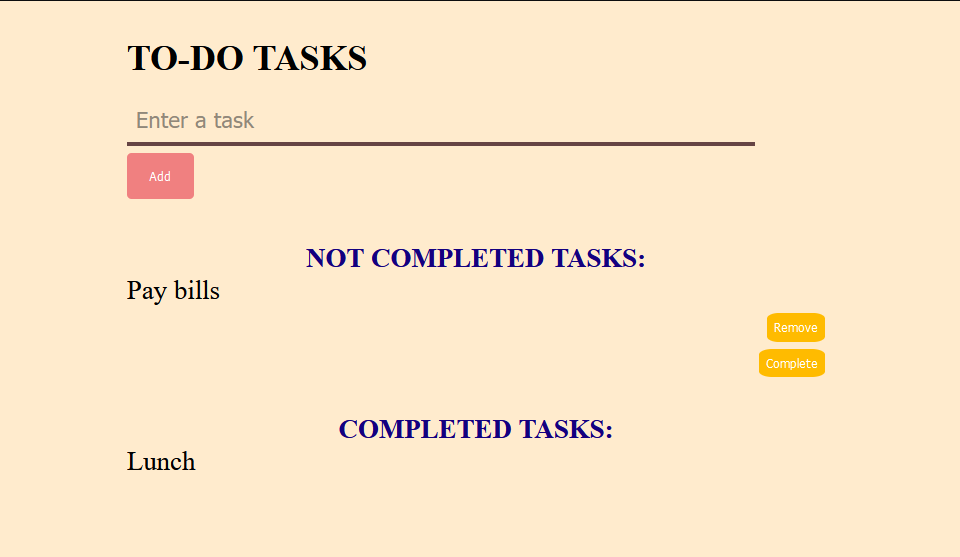 TO-DO TASKS
Enter a task
Add
NOT COMPLETED TASKS:
Pay bills
Remove
Complete
COMPLETED TASKS:
Lunch